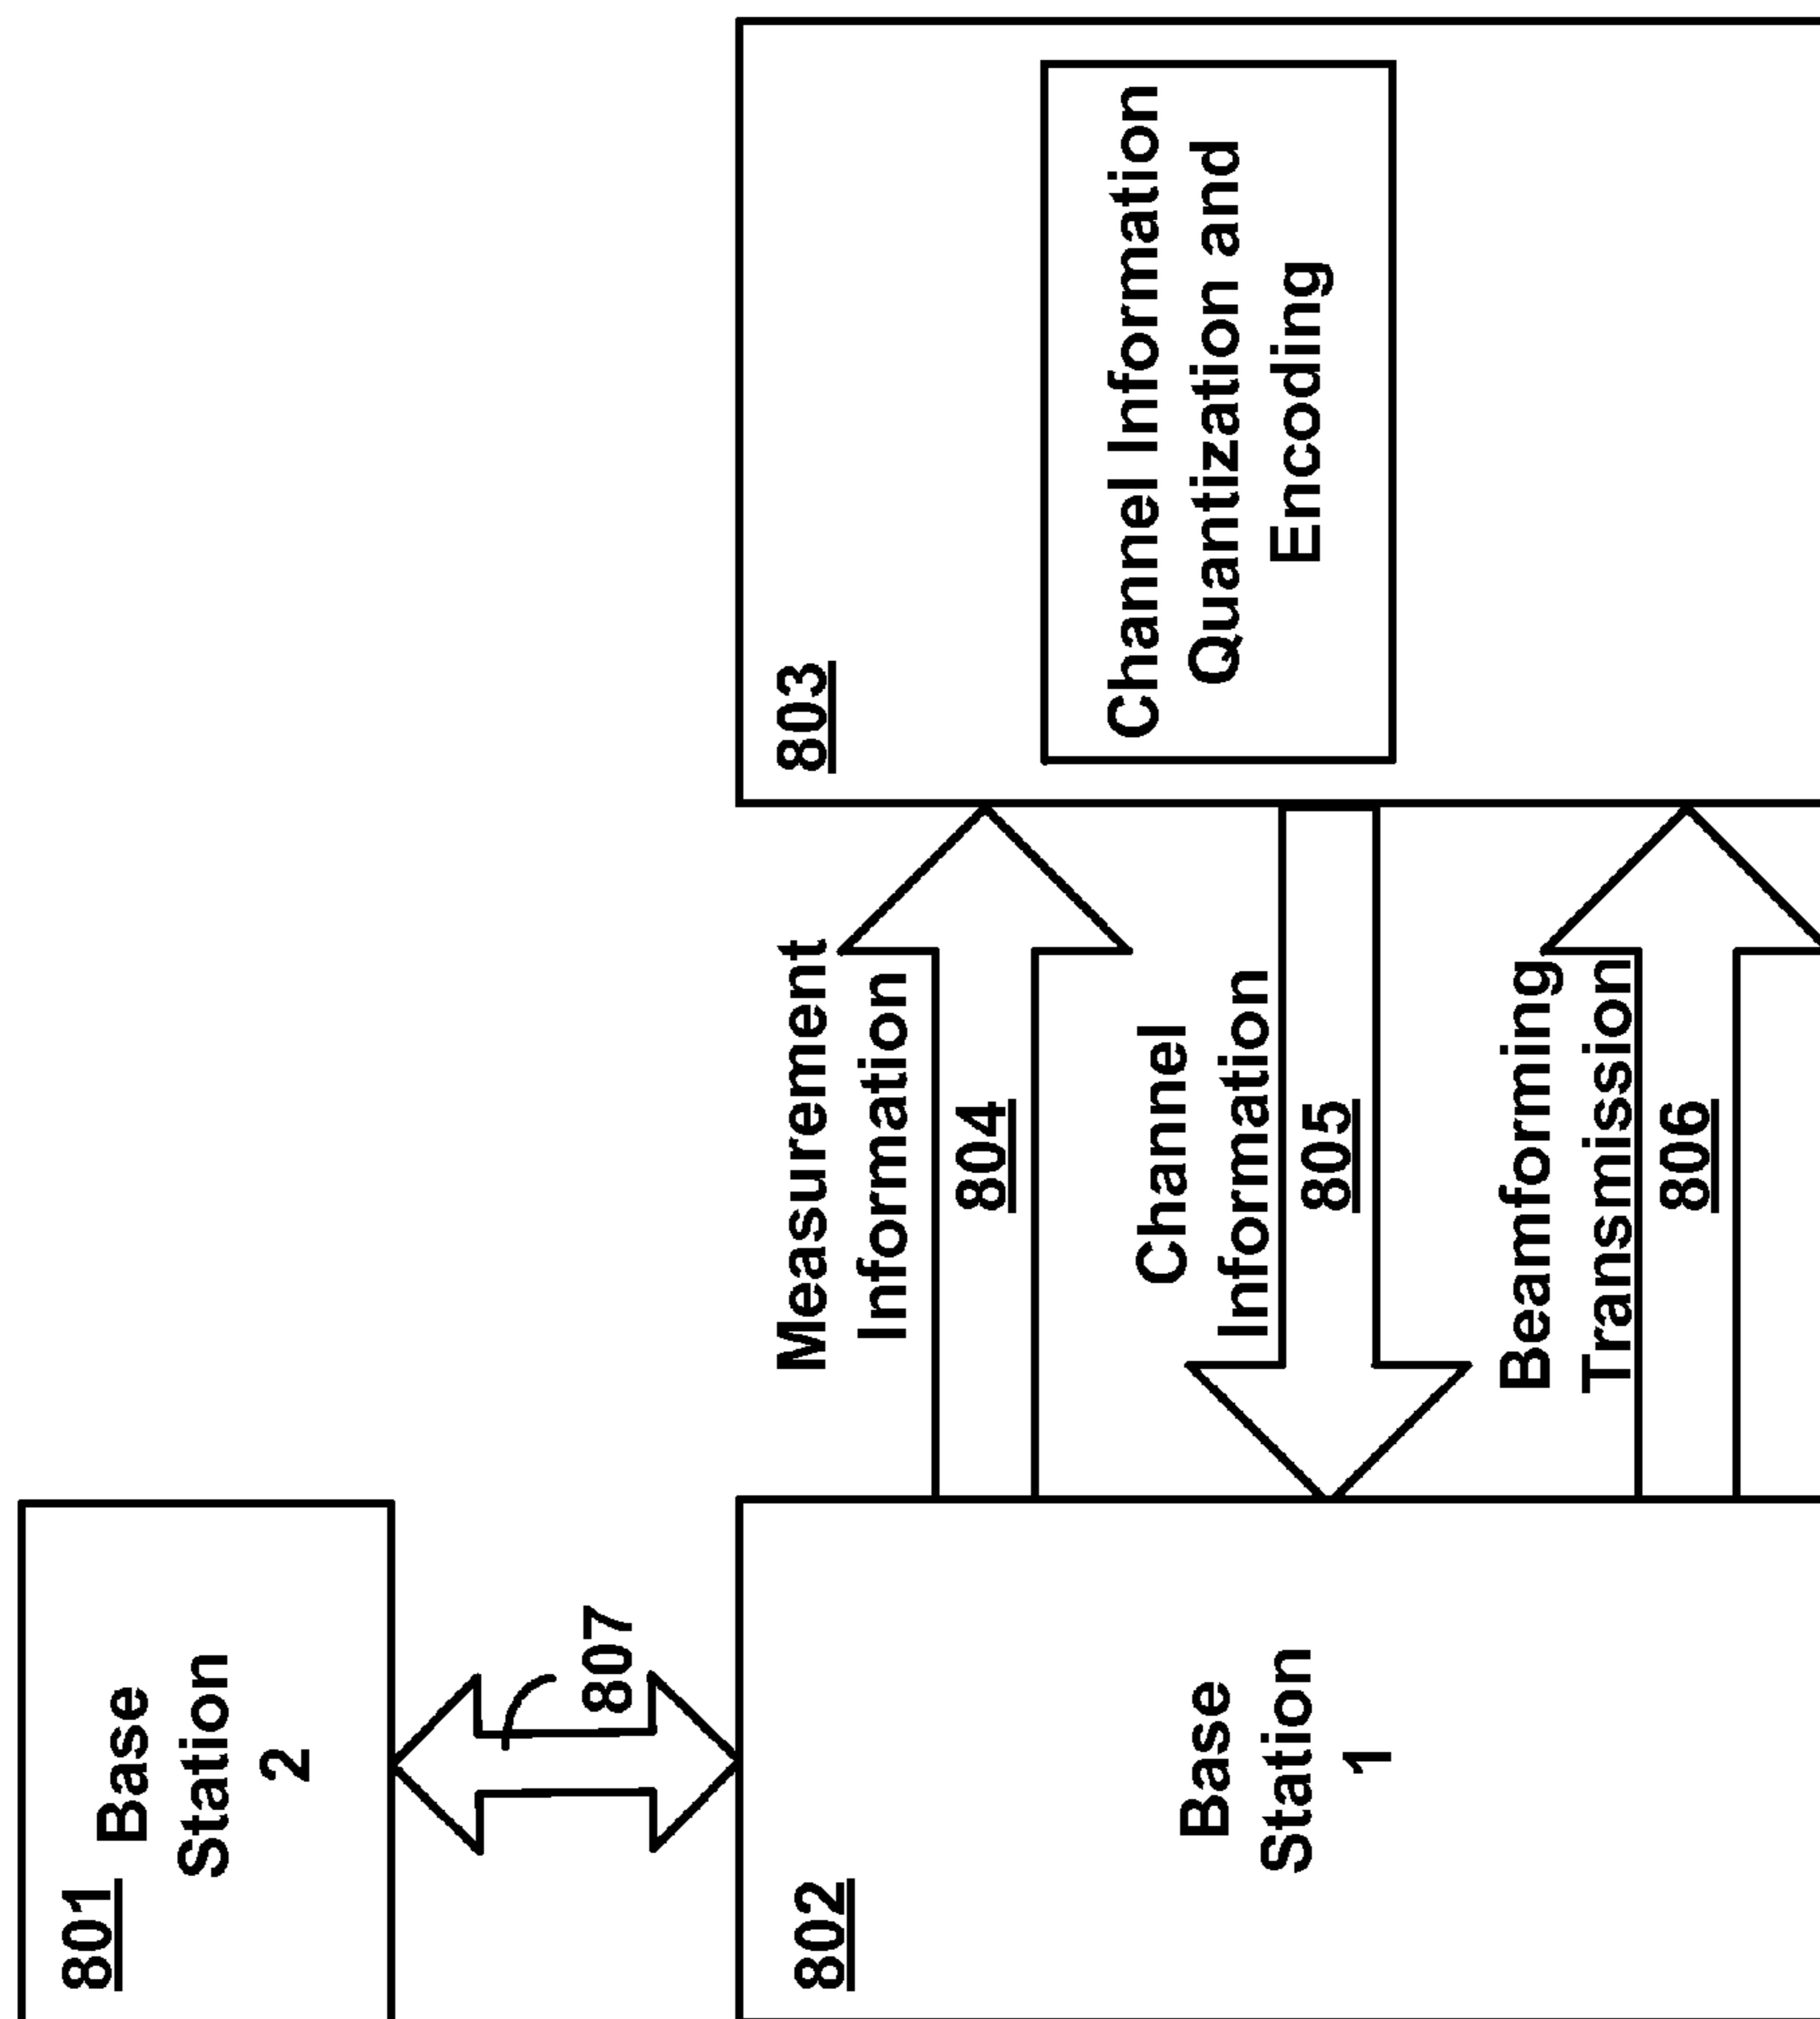 801
Base
Station
2
807
802
Base
Station
1
Measurement
Information
804
Channel
Information
805
Beamforming
Transmission
806
803
Channel Information
Quantization and
Encoding